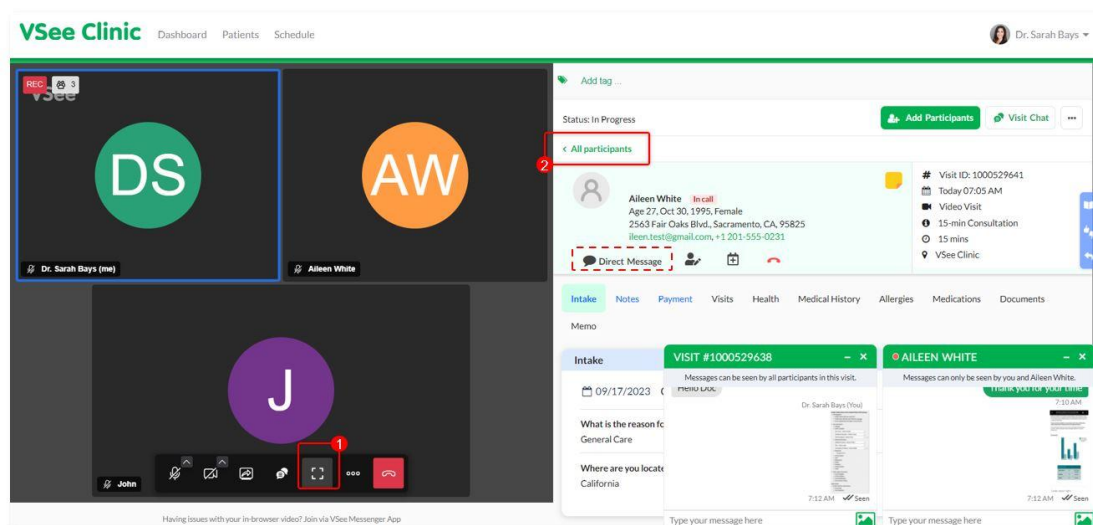 VSee Clinic Dashboard Patients Schedule Dr. Sarah Bays
REC 3
VSee
DS
Dr. Sarah Bays (me)
AW
Aileen White
J
John
1
Having issues with your in-browser video? Join via VSee Messenger App
Add tag ...
Status: In Progress
Add Participants Visit Chat ...
< All participants
2
Aileen White In call
Age 27, Oct 30, 1995, Female
2563 Fair Oaks Blvd., Sacramento, CA, 95825
ileen.test@gmail.com, +1 201-555-0231
Direct Message
# Visit ID: 1000529641
Today 07:05 AM
Video Visit
15-min Consultation
15 mins
VSee Clinic
Intake Notes Payment Visits Health Medical History Allergies Medications Documents
Memo
Intake
09/17/2023
What is the reason fo
General Care
Where are you locate
California
VISIT #1000529638 – ×
Messages can be seen by all participants in this visit.
Hello Doc
Dr. Sarah Bays (You)
7:12 AM Seen
Type your message here
AILEEN WHITE – ×
Messages can only be seen by you and Aileen White.
Thank you for your time
7:10 AM
7:12 AM Seen
Type your message here